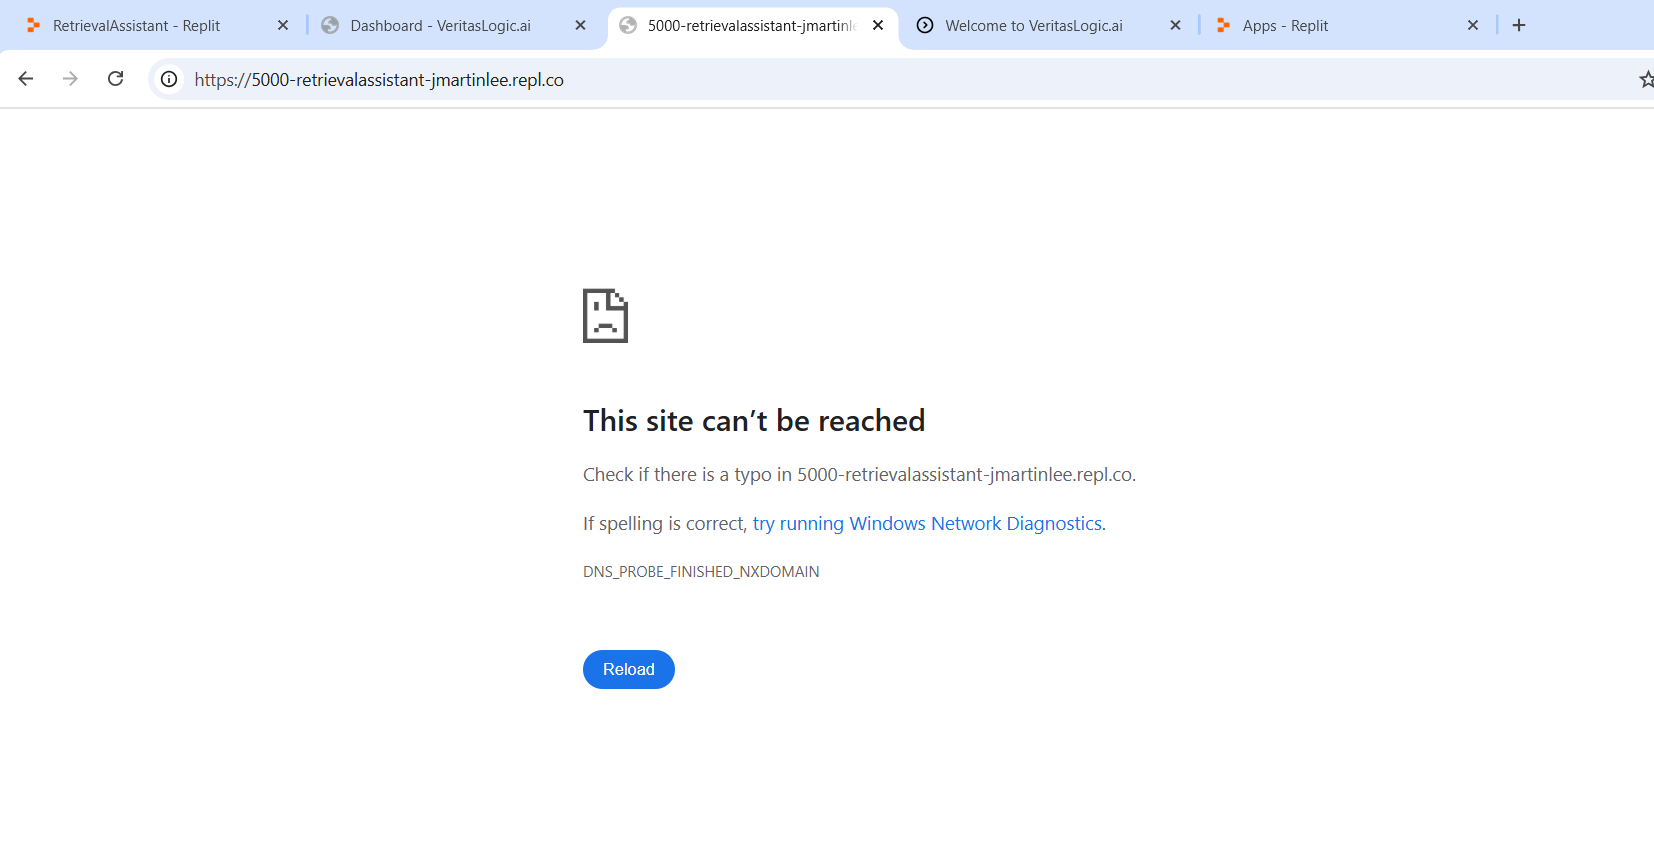 RetrievalAssistant - Replit
Dashboard - VeritasLogic.ai
5000-retrievalassistant-jmartinle
Welcome to VeritasLogic.ai
Apps - Replit
https://5000-retrievalassistant-jmartinlee.repl.co
This site can’t be reached
Check if there is a typo in 5000-retrievalassistant-jmartinlee.repl.co.
If spelling is correct, try running Windows Network Diagnostics.
DNS_PROBE_FINISHED_NXDOMAIN
Reload